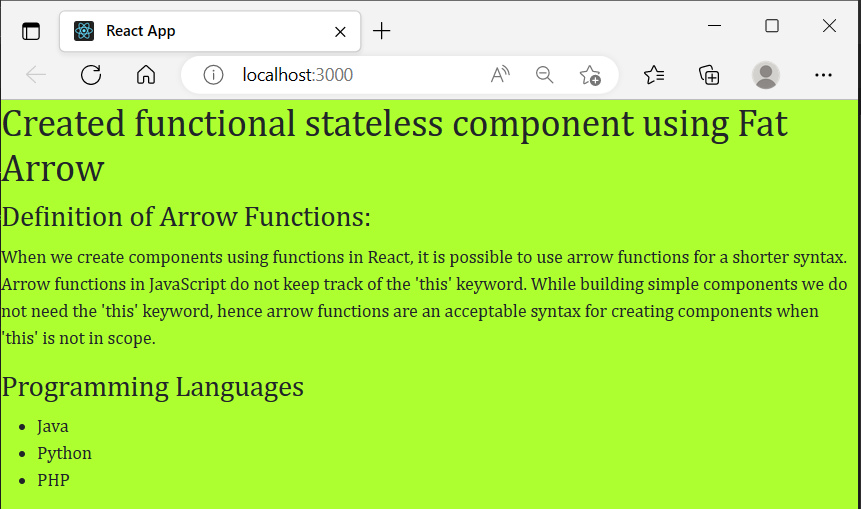 React App
localhost:3000
Created functional stateless component using Fat
Arrow
Definition of Arrow Functions:
When we create components using functions in React, it is possible to use arrow functions for a shorter syntax.
Arrow functions in JavaScript do not keep track of the 'this' keyword. While building simple components we do
not need the 'this' keyword, hence arrow functions are an acceptable syntax for creating components when
'this' is not in scope.
Programming Languages
• Java
• Python
• PHP